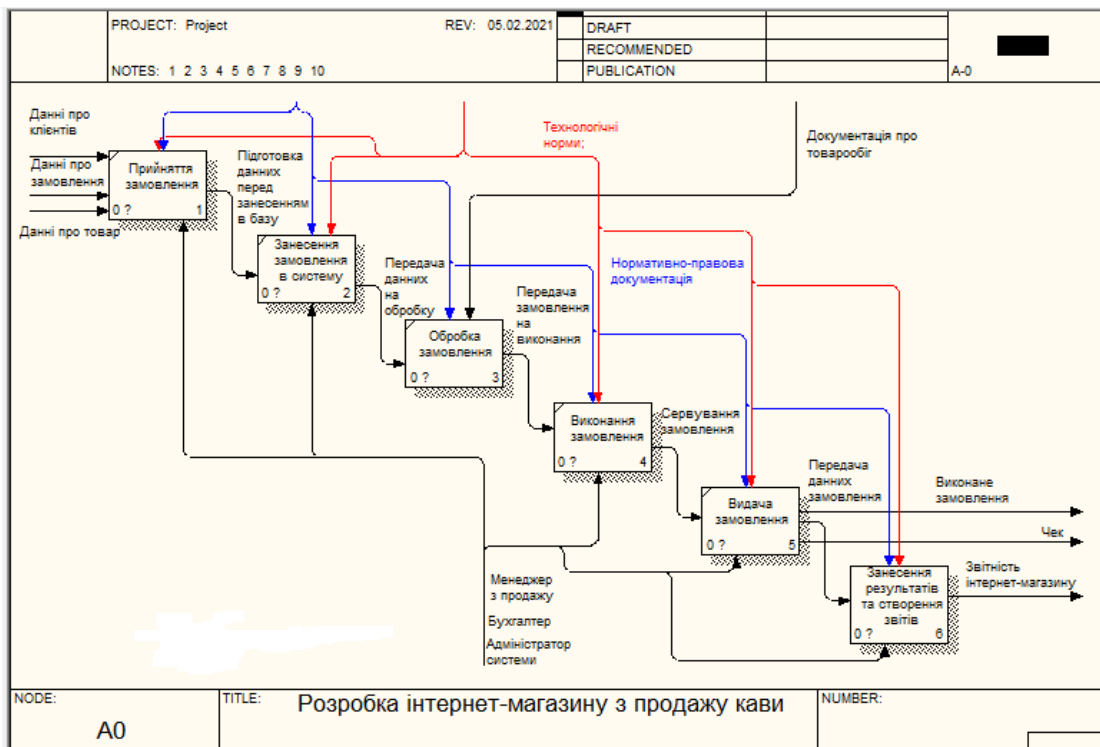 PROJECT: Project
REV: 05.02.2021
DRAFT
RECOMMENDED
NOTES: 1 2 3 4 5 6 7 8 9 10
PUBLICATION
A-0
Данні про
клієнтів
Данні про
замовлення
Данні про товар
Прийняття
замовлення
0 ? 1
Підготовка
данних
перед
занесенням
в базу
Технологічні
норми;
Документація про
товарообіг
Занесення
замовлення
в систему
0 ? 2
Передача
данних
на
обробку
Нормативно-правова
документація
Обробка
замовлення
0 ? 3
Передача
замовлення
на
виконання
Виконання
замовлення
0 ? 4
Сервування
замовлення
Видача
замовлення
0 ? 5
Передача
данних
замовлення
Виконане
замовлення
Чек
Занесення
результатів
та створення
звітів
0 ? 6
Звітність
інтернет-магазину
Менеджер
з продажу
Бухгалтер
Адміністратор
системи
NODE:
A0
TITLE:
Розробка інтернет-магазину з продажу кави
NUMBER: